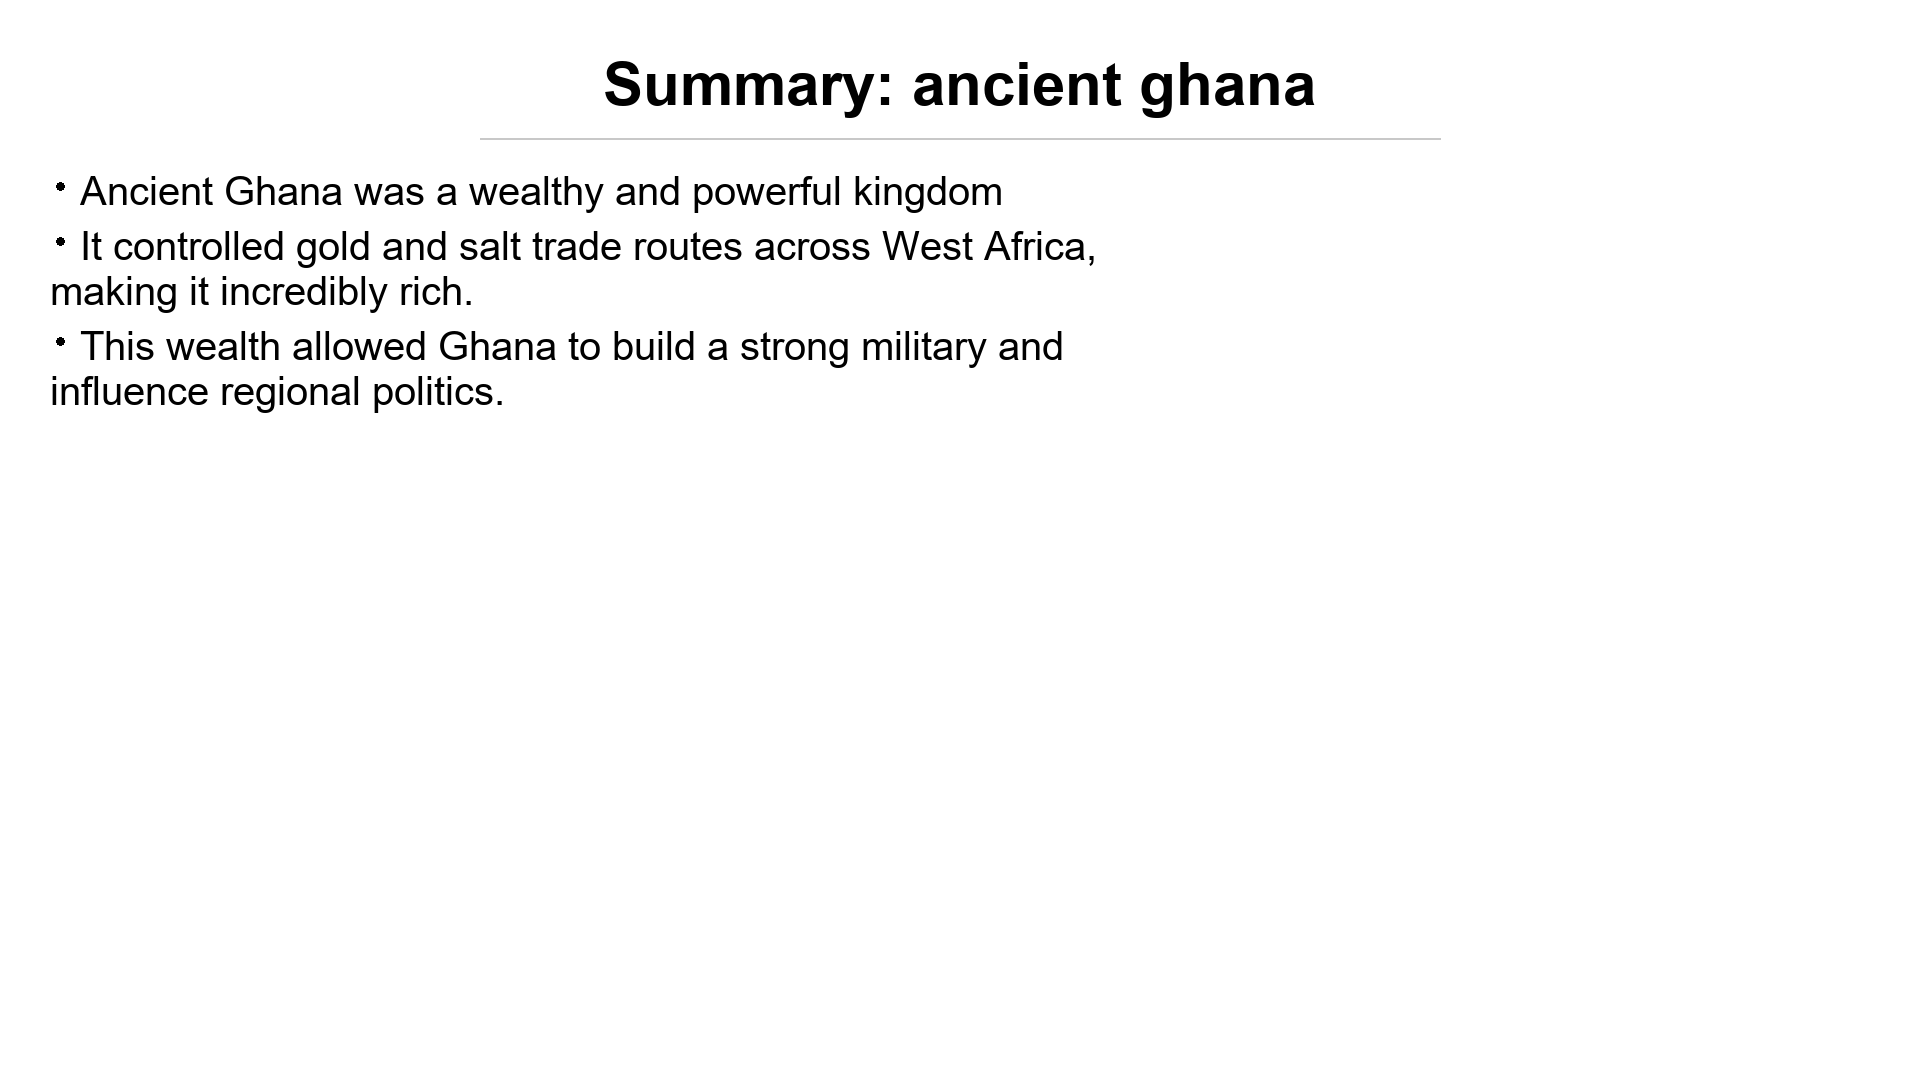 Summary: ancient ghana
• Ancient Ghana was a wealthy and powerful kingdom
• It controlled gold and salt trade routes across West Africa,
making it incredibly rich.
• This wealth allowed Ghana to build a strong military and
influence regional politics.